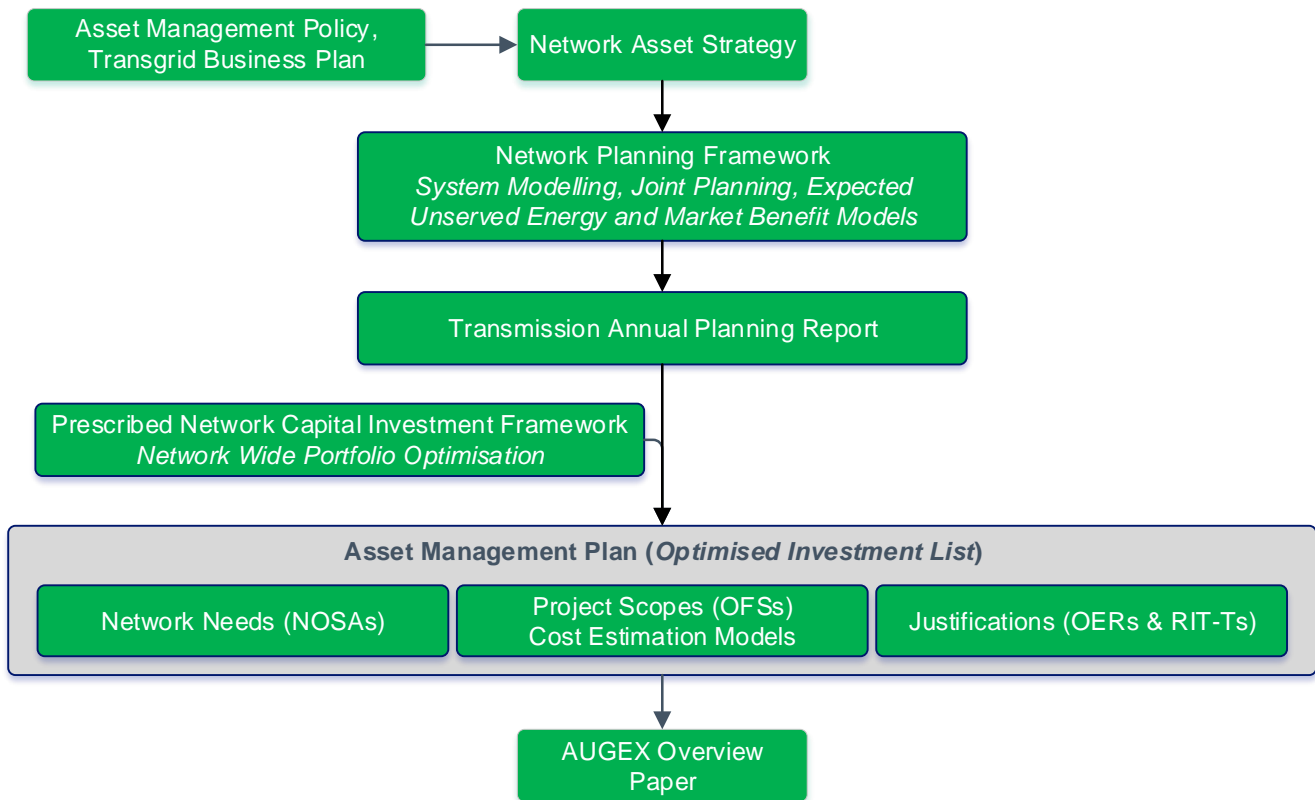 Asset Management Policy,
Transgrid Business Plan
Network Asset Strategy
Network Planning Framework
System Modelling, Joint Planning, Expected
Unserved Energy and Market Benefit Models
Transmission Annual Planning Report
Prescribed Network Capital Investment Framework
Network Wide Portfolio Optimisation
Asset Management Plan (Optimised Investment List)
Network Needs (NOSAs)
Project Scopes (OFSs)
Cost Estimation Models
Justifications (OERs & RIT-Ts)
AUGEX Overview
Paper